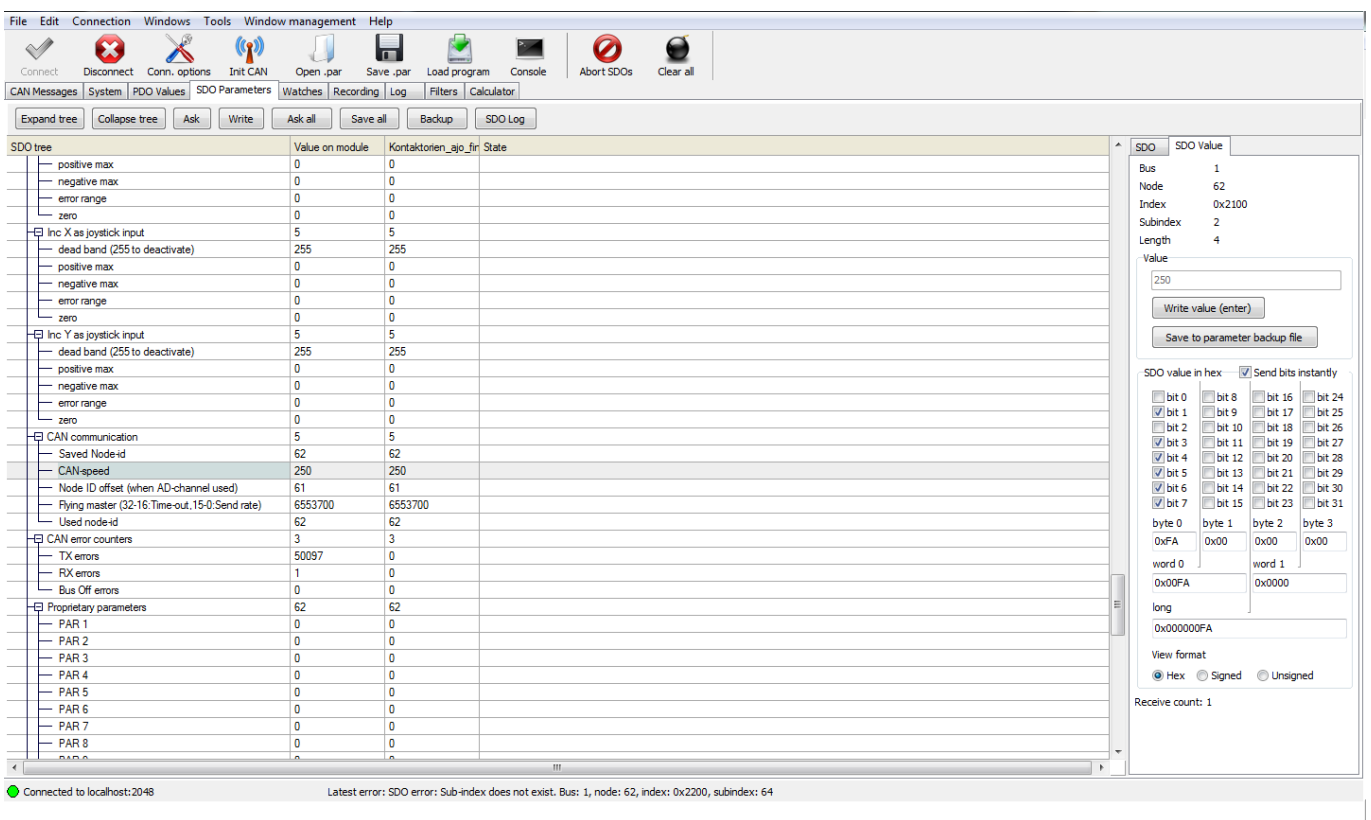 File Edit Connection Windows Tools Window management Help
Connect Disconnect Conn. options Init CAN Open .par Save .par Load program Console Abort SDOs Clear all
CAN Messages System PDO Values SDO Parameters Watches Recording Log Filters Calculator
Expand tree Collapse tree Ask Write Ask all Save all Backup SDO Log
SDO tree Value on module Kontaktorien_ajo_fin State
positive max 0 0
negative max 0 0
error range 0 0
zero 0 0
Inc X as joystick input 5 5
dead band (255 to deactivate) 255 255
positive max 0 0
negative max 0 0
error range 0 0
zero 0 0
Inc Y as joystick input 5 5
dead band (255 to deactivate) 255 255
positive max 0 0
negative max 0 0
error range 0 0
zero 0 0
CAN communication 5 5
Saved Node-id 62 62
CAN-speed 250 250
Node ID offset (when AD-channel used) 61 61
Flying master (32-16:Time-out,15-0:Send rate) 6553700 6553700
Used node-id 62 62
CAN error counters 3 3
TX errors 50097 0
RX errors 1 0
Bus Off errors 0 0
Proprietary parameters 62 62
PAR 1 0 0
PAR 2 0 0
PAR 3 0 0
PAR 4 0 0
PAR 5 0 0
PAR 6 0 0
PAR 7 0 0
PAR 8 0 0
SDO SDO Value
Bus 1
Node 62
Index 0x2100
Subindex 2
Length 4
Value
250
Write value (enter)
Save to parameter backup file
SDO value in hex Send bits instantly
bit 0 bit 8 bit 16 bit 24
bit 1 bit 9 bit 17 bit 25
bit 2 bit 10 bit 18 bit 26
bit 3 bit 11 bit 19 bit 27
bit 4 bit 12 bit 20 bit 28
bit 5 bit 13 bit 21 bit 29
bit 6 bit 14 bit 22 bit 30
bit 7 bit 15 bit 23 bit 31
byte 0 byte 1 byte 2 byte 3
0xFA 0x00 0x00 0x00
word 0 word 1
0x00FA 0x0000
long
0x000000FA
View format
Hex Signed Unsigned
Receive count: 1
Connected to localhost:2048 Latest error: SDO error: Sub-index does not exist. Bus: 1, node: 62, index: 0x2200, subindex: 64